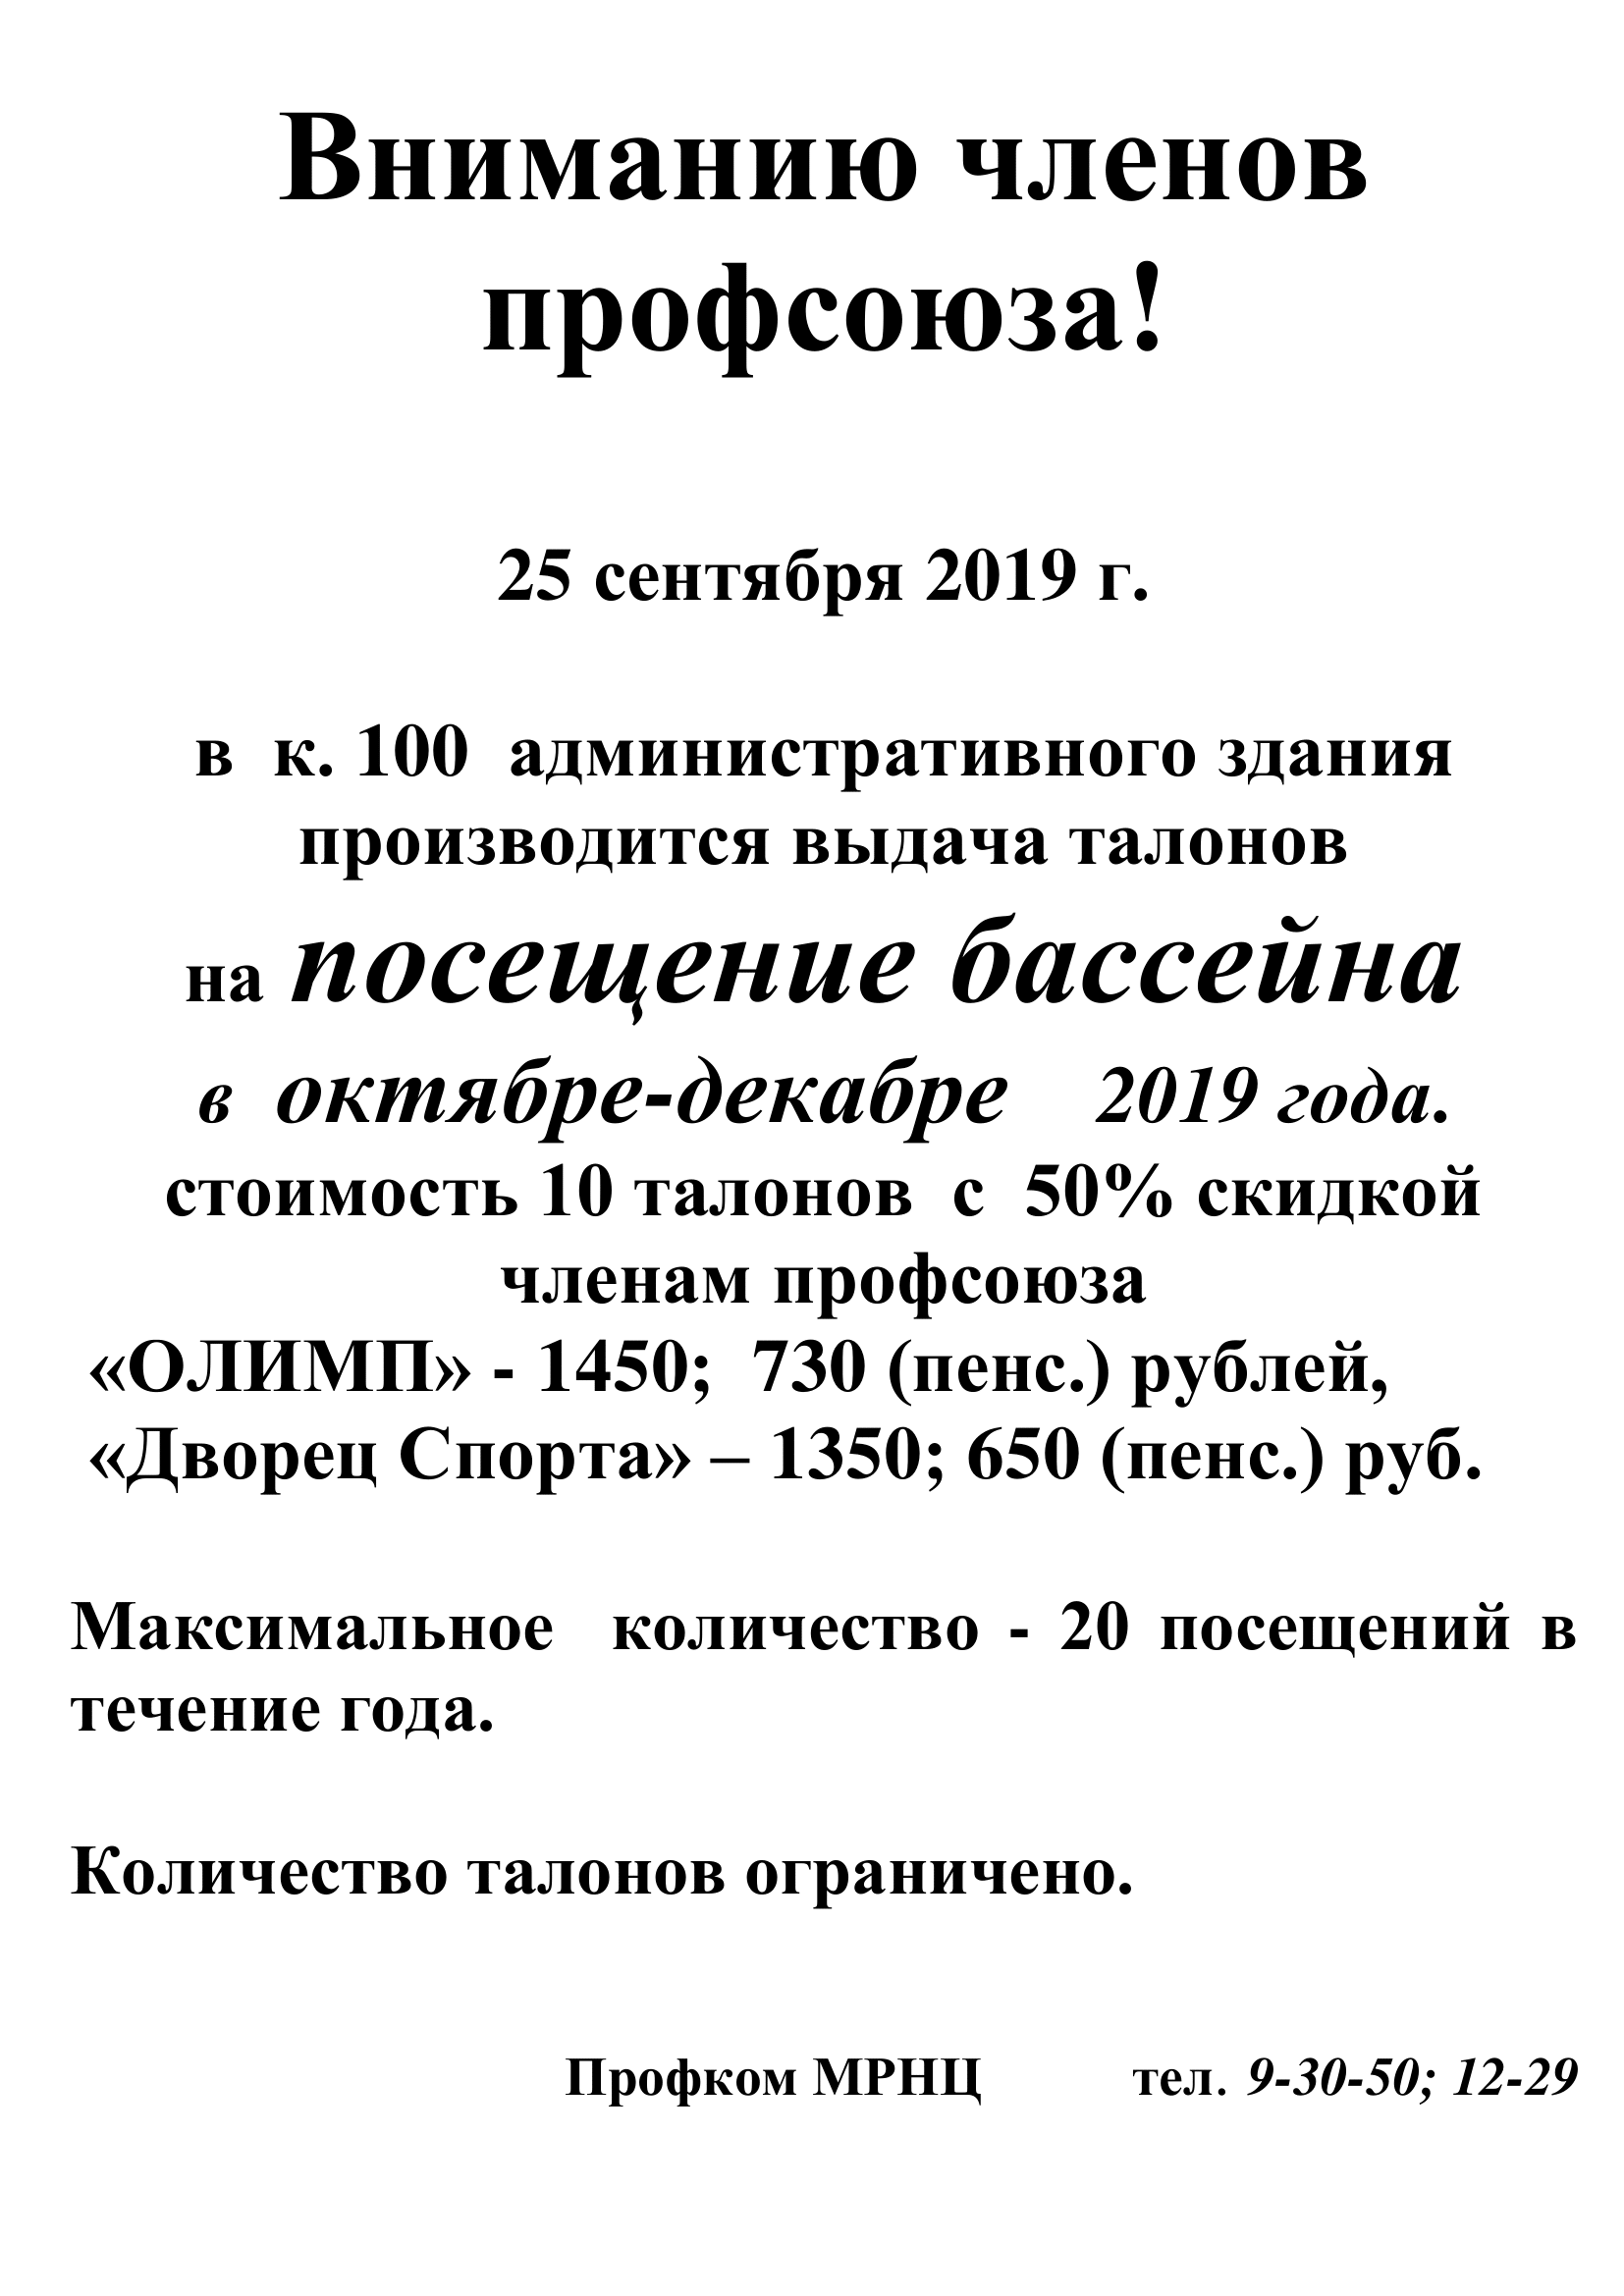 Вниманию членов
профсоюза!
25 сентября 2019 г.
в к. 100 административного здания
производится выдача талонов
на посещение бассейна
в октябре-декабре 2019 года.
стоимость 10 талонов с 50% скидкой
членам профсоюза
«ОЛИМП» - 1450; 730 (пенс.) рублей,
«Дворец Спорта» – 1350; 650 (пенс.) руб.
Максимальное количество - 20 посещений в
течение года.
Количество талонов ограничено.
Профком МРНЦ тел. 9-30-50; 12-29